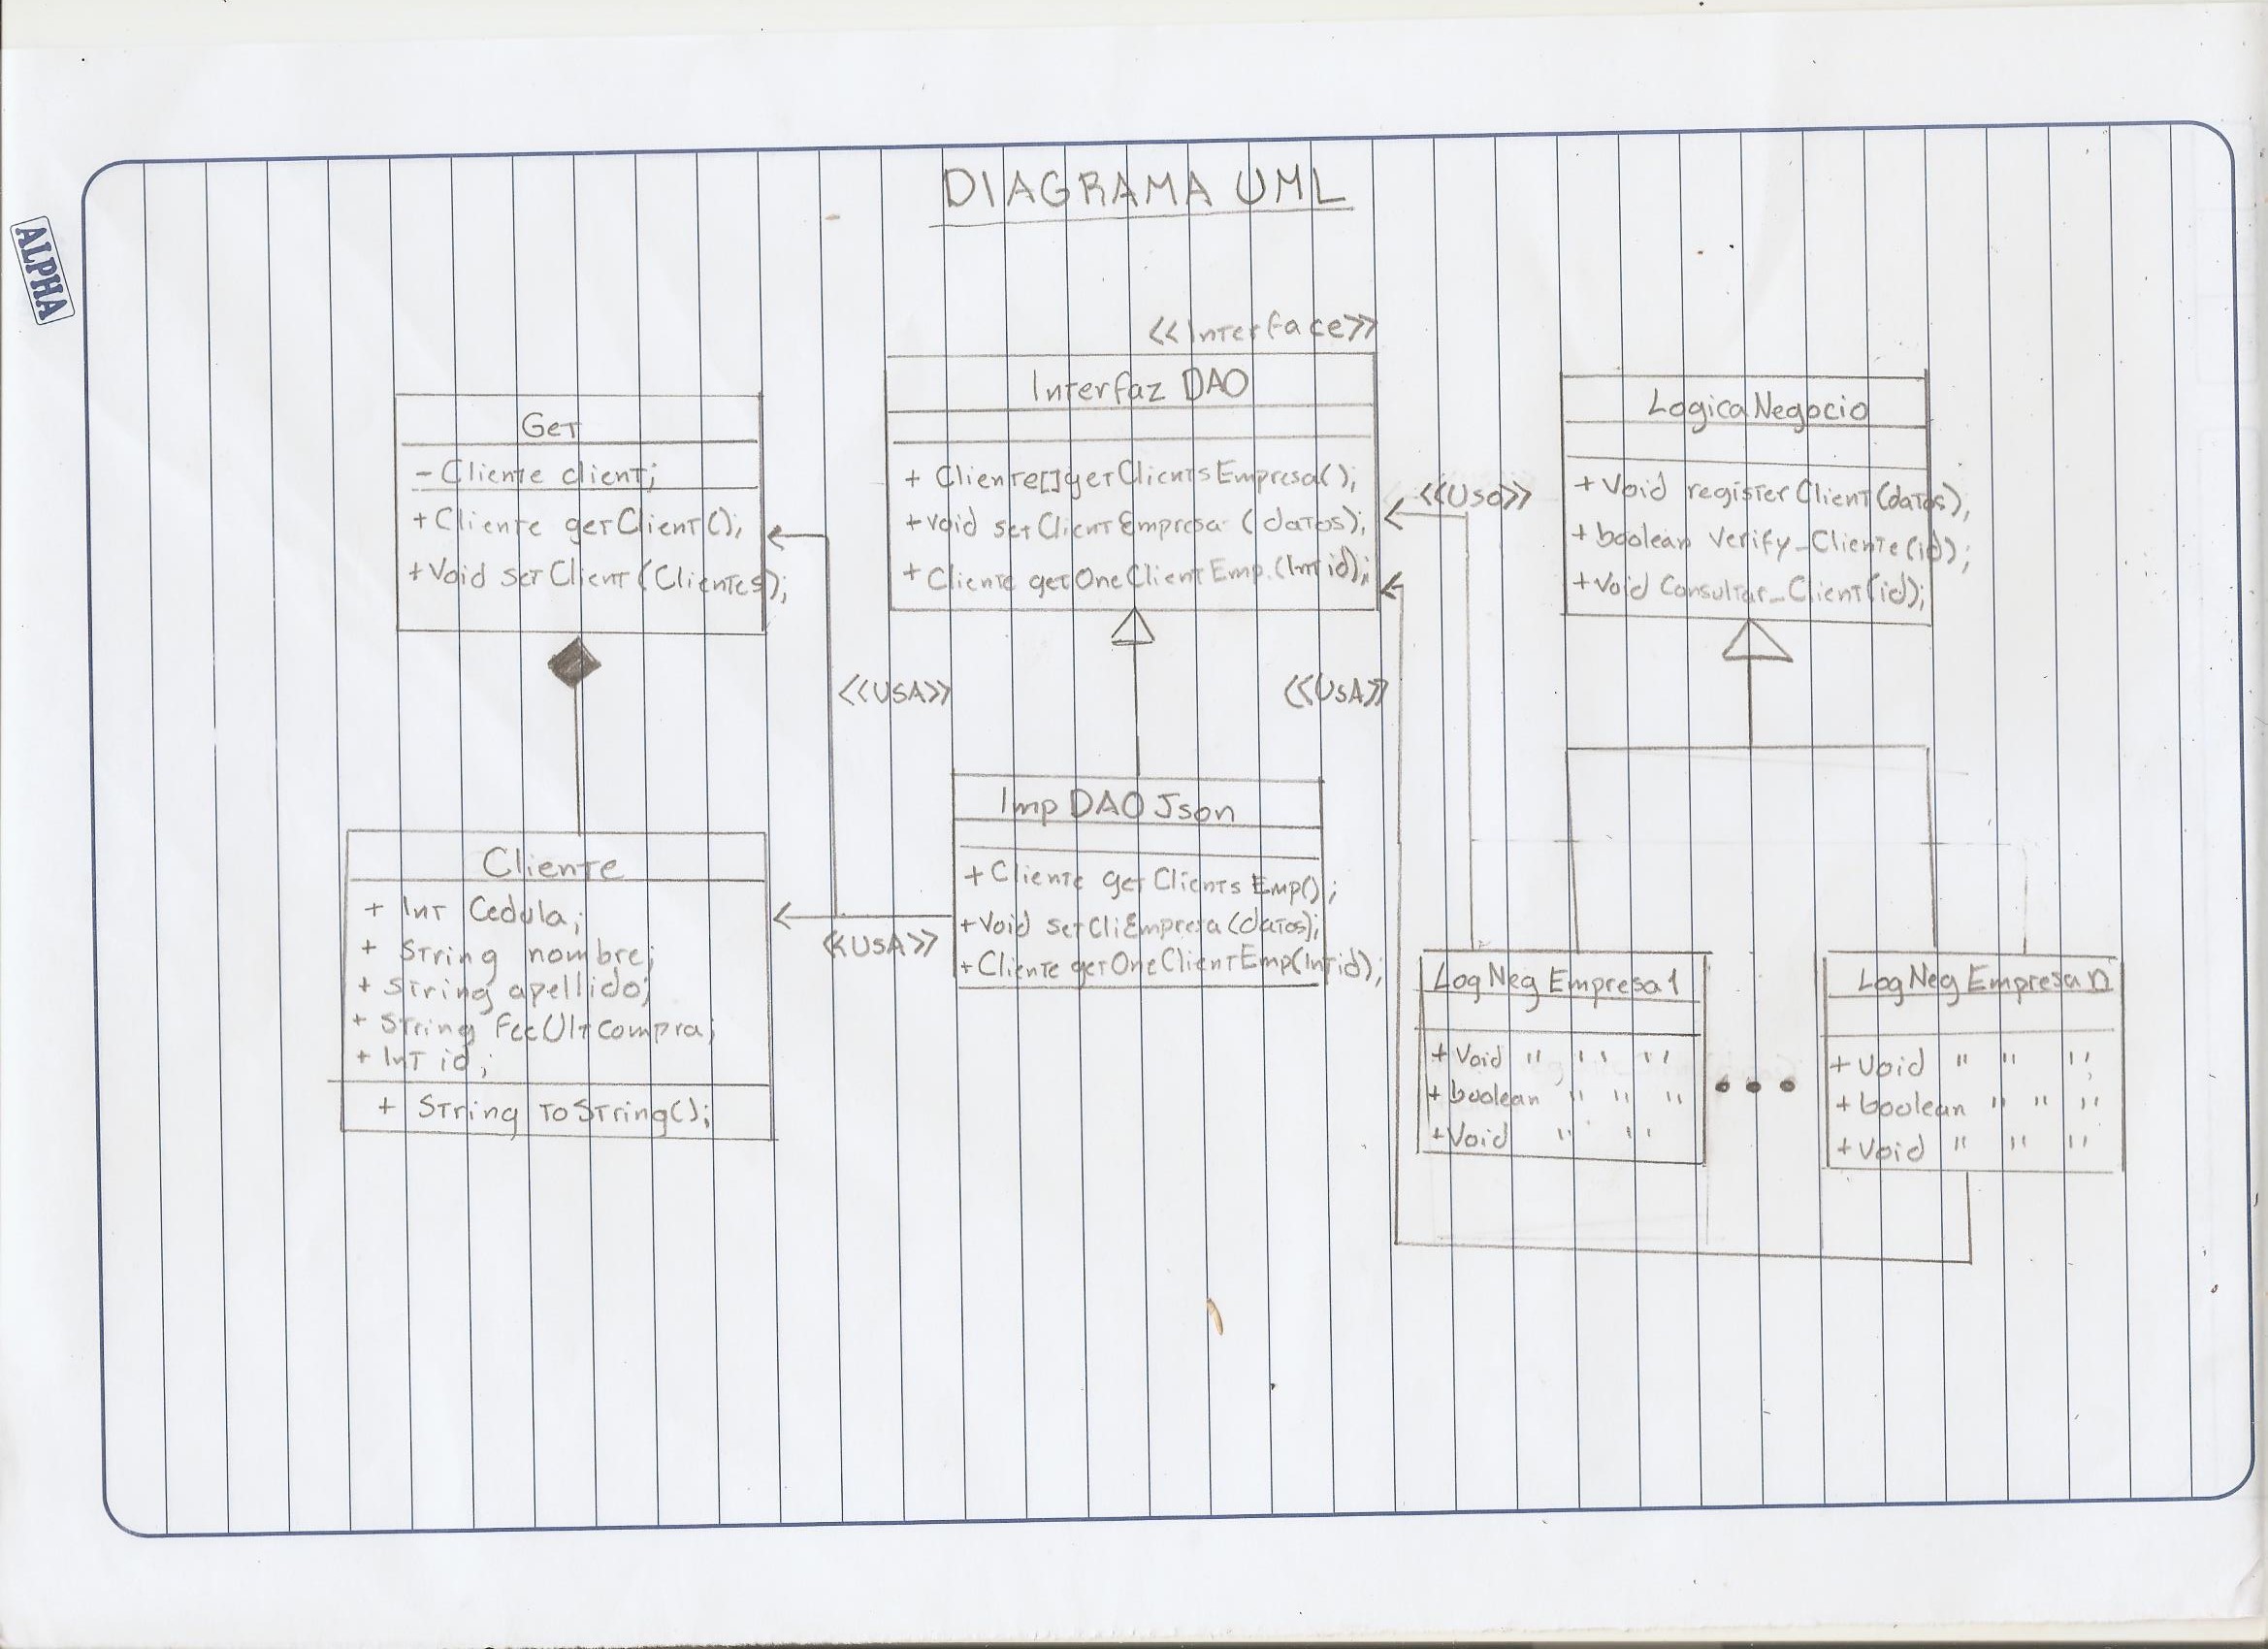 ALPHA
DIAGRAMA UML
Get
- Cliente client;
+ Cliente getClient();
+ Void setClient (Clientes);
Cliente
+ Int Cedula;
+ String nombre;
+ String apellido;
+ String FecUltcompra;
+ Int id;
+ String ToString();
<<USA>>
<<USA>>
<<Interface>>
Interfaz DAO
+ Cliente[] getClientsEmpresa();
+ void setClientEmpresa (datos);
+ Cliente getOneClientEmp.(Int id);
Imp DAO Json
+ Cliente getClientsEmp();
+ Void setCliEmpresa (datos);
+ Cliente getOneClientEmp(Int id);
<<USA>>
<<Uso>>
LogicaNegocio
+ Void registerClient(datos),
+ boolean Verify_Cliente(id);
+ Void Consultar_Client(id);
LogNegEmpresa1
+ Void " " "
+ boolean " " "
+ Void " "
...
LogNegEmpresa n
+ Void " " ";
+ boolean " " "
+ Void " " "